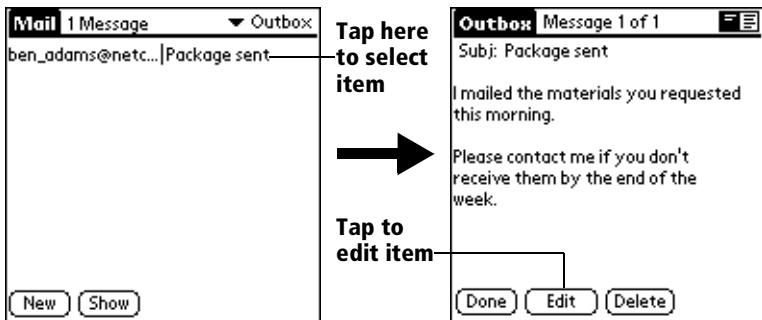 Mail 1 Message Outbox
ben_adams@netc... Package sent
New Show
Tap here
to select
item
Tap to
edit item
Outbox Message 1 of 1
Subj: Package sent
I mailed the materials you requested
this morning.
Please contact me if you don't
receive them by the end of the
week.
Done Edit Delete